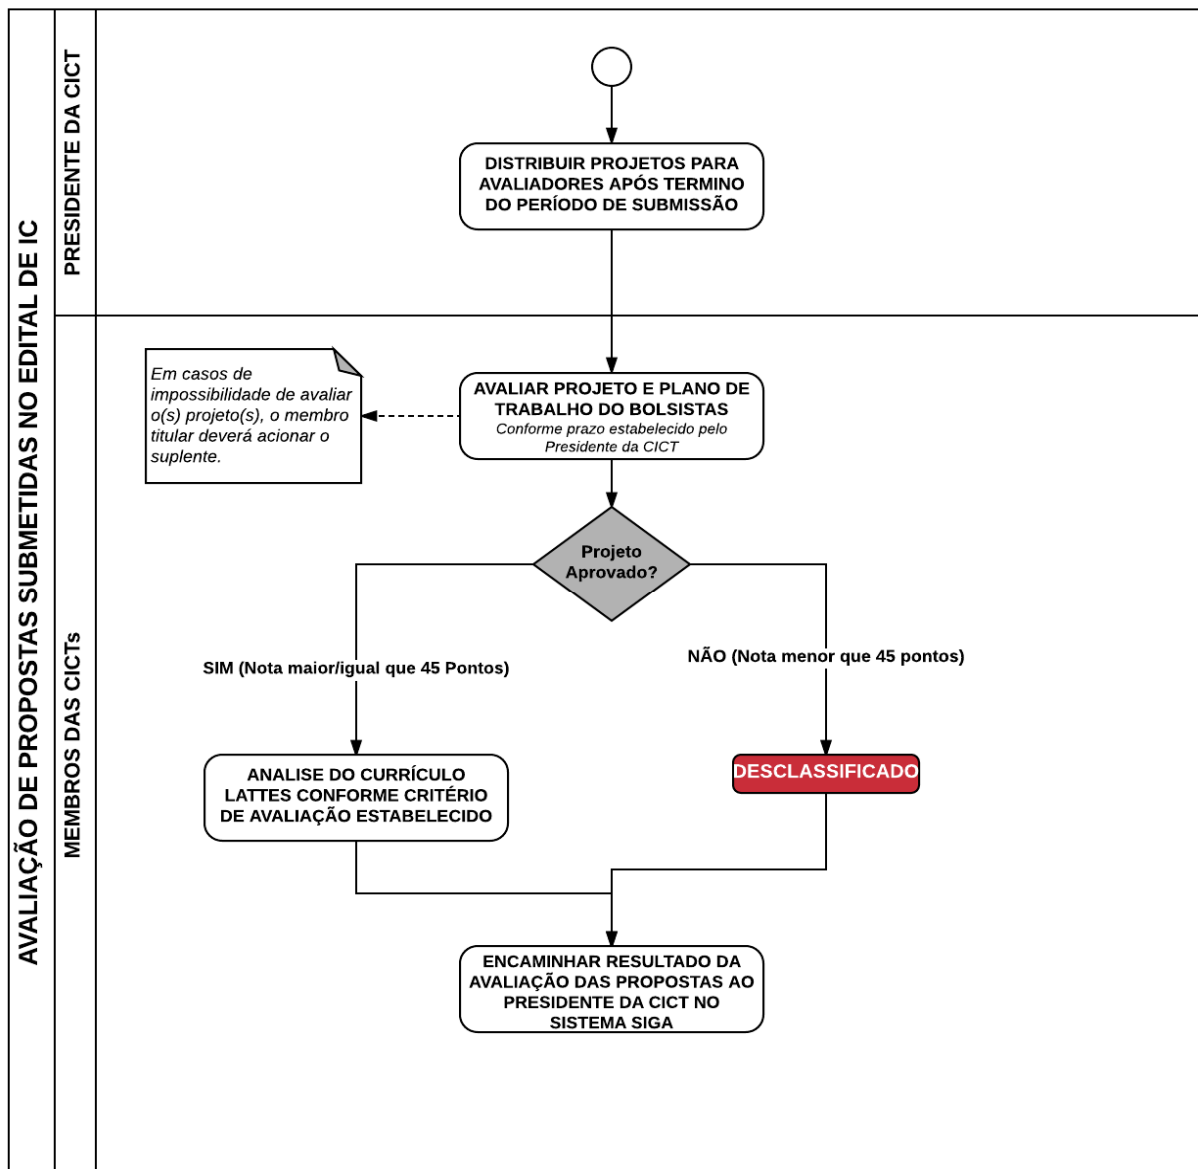 AVALIAÇÃO DE PROPOSTAS SUBMETIDAS NO EDITAL DE IC
PRESIDENTE DA CICT
DISTRIBUIR PROJETOS PARA
AVALIADORES APÓS TERMINO
DO PERÍODO DE SUBMISSÃO
MEMBROS DAS CICTs
Em casos de
impossibilidade de avaliar
o(s) projeto(s), o membro
titular deverá acionar o
suplente.
AVALIAR PROJETO E PLANO DE
TRABALHO DO BOLSISTAS
Conforme prazo estabelecido pelo
Presidente da CICT
Projeto
Aprovado?
SIM (Nota maior/igual que 45 Pontos)
NÃO (Nota menor que 45 pontos)
ANALISE DO CURRÍCULO
LATTES CONFORME CRITÉRIO
DE AVALIAÇÃO ESTABELECIDO
DESCLASSIFICADO
ENCAMINHAR RESULTADO DA
AVALIAÇÃO DAS PROPOSTAS AO
PRESIDENTE DA CICT NO
SISTEMA SIGA